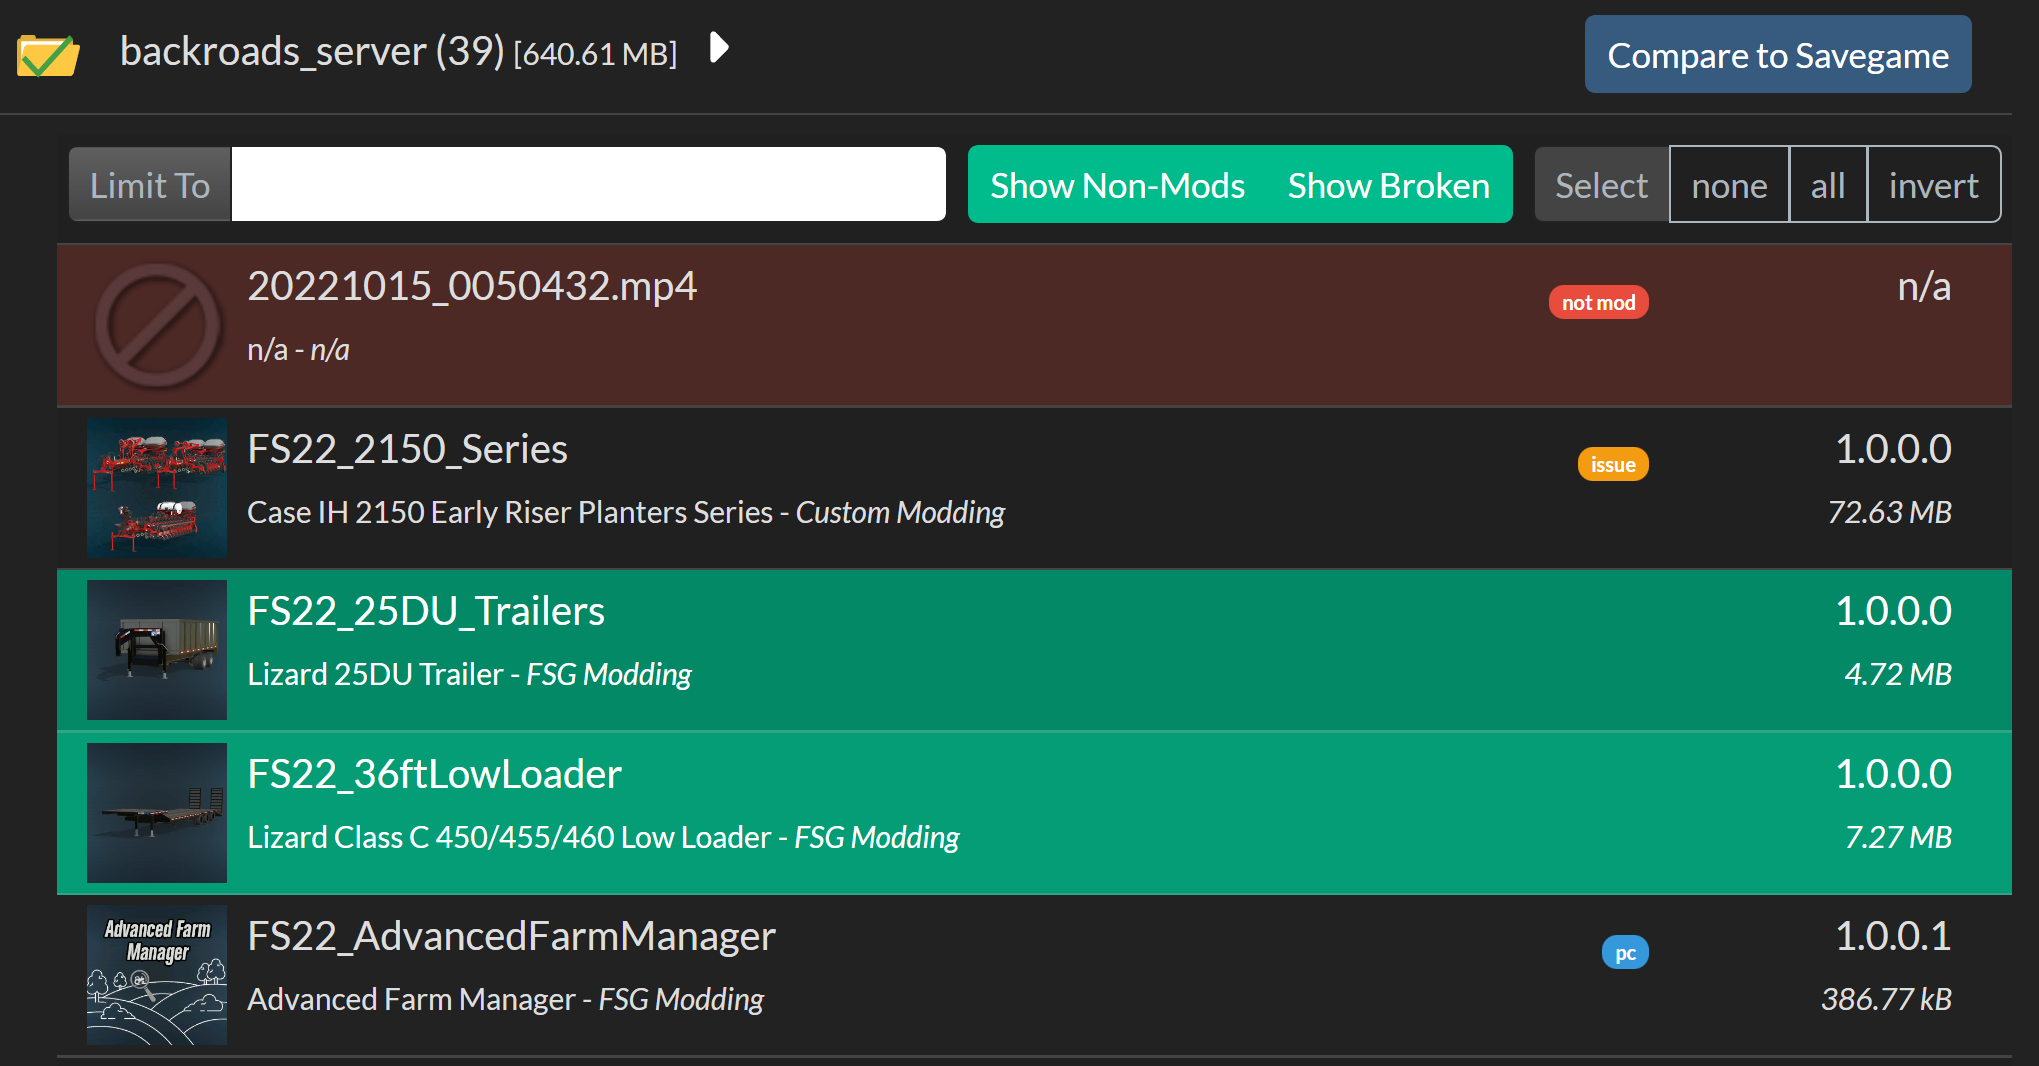 backroads_server (39) [640.61 MB]
Compare to Savegame
Limit To
Show Non-Mods Show Broken
Select none all invert
20221015_0050432.mp4
not mod
n/a
n/a - n/a
FS22_2150_Series
issue
1.0.0.0
Case IH 2150 Early Riser Planters Series - Custom Modding
72.63 MB
FS22_25DU_Trailers
1.0.0.0
Lizard 25DU Trailer - FSG Modding
4.72 MB
FS22_36ftLowLoader
1.0.0.0
Lizard Class C 450/455/460 Low Loader - FSG Modding
7.27 MB
Advanced Farm
Manager
FS22_AdvancedFarmManager
pc
1.0.0.1
Advanced Farm Manager - FSG Modding
386.77 kB